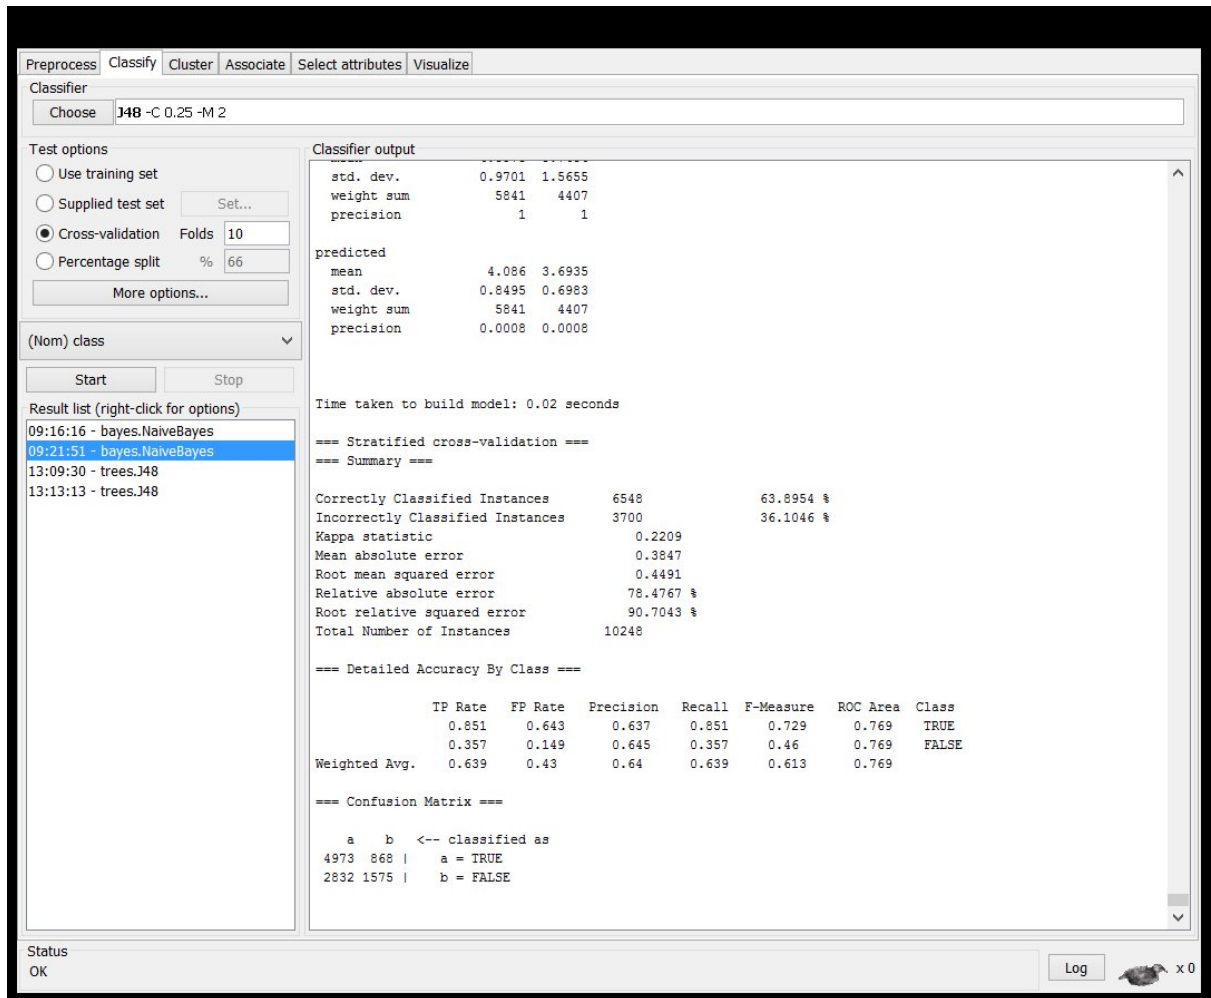 Preprocess Classify Cluster Associate Select attributes Visualize
Classifier
Choose J48 -C 0.25 -M 2
Test options
Use training set
Supplied test set Set...
Cross-validation Folds 10
Percentage split % 66
More options...
(Nom) class
Start Stop
Result list (right-click for options)
09:16:16 - bayes.NaiveBayes
09:21:51 - bayes.NaiveBayes
13:09:30 - trees.J48
13:13:13 - trees.J48
Classifier output
std. dev. 0.9701 1.5655
weight sum 5841 4407
precision 1 1
predicted
mean 4.086 3.6935
std. dev. 0.8495 0.6983
weight sum 5841 4407
precision 0.0008 0.0008
Time taken to build model: 0.02 seconds
=== Stratified cross-validation ===
=== Summary ===
Correctly Classified Instances 6548 63.8954 %
Incorrectly Classified Instances 3700 36.1046 %
Kappa statistic 0.2209
Mean absolute error 0.3847
Root mean squared error 0.4491
Relative absolute error 78.4767 %
Root relative squared error 90.7043 %
Total Number of Instances 10248
=== Detailed Accuracy By Class ===
TP Rate FP Rate Precision Recall F-Measure ROC Area Class
0.851 0.643 0.637 0.851 0.729 0.769 TRUE
0.357 0.149 0.645 0.357 0.46 0.769 FALSE
Weighted Avg. 0.639 0.43 0.64 0.639 0.613 0.769
=== Confusion Matrix ===
a b <-- classified as
4973 868 | a = TRUE
2832 1575 | b = FALSE
Status
OK
Log x 0